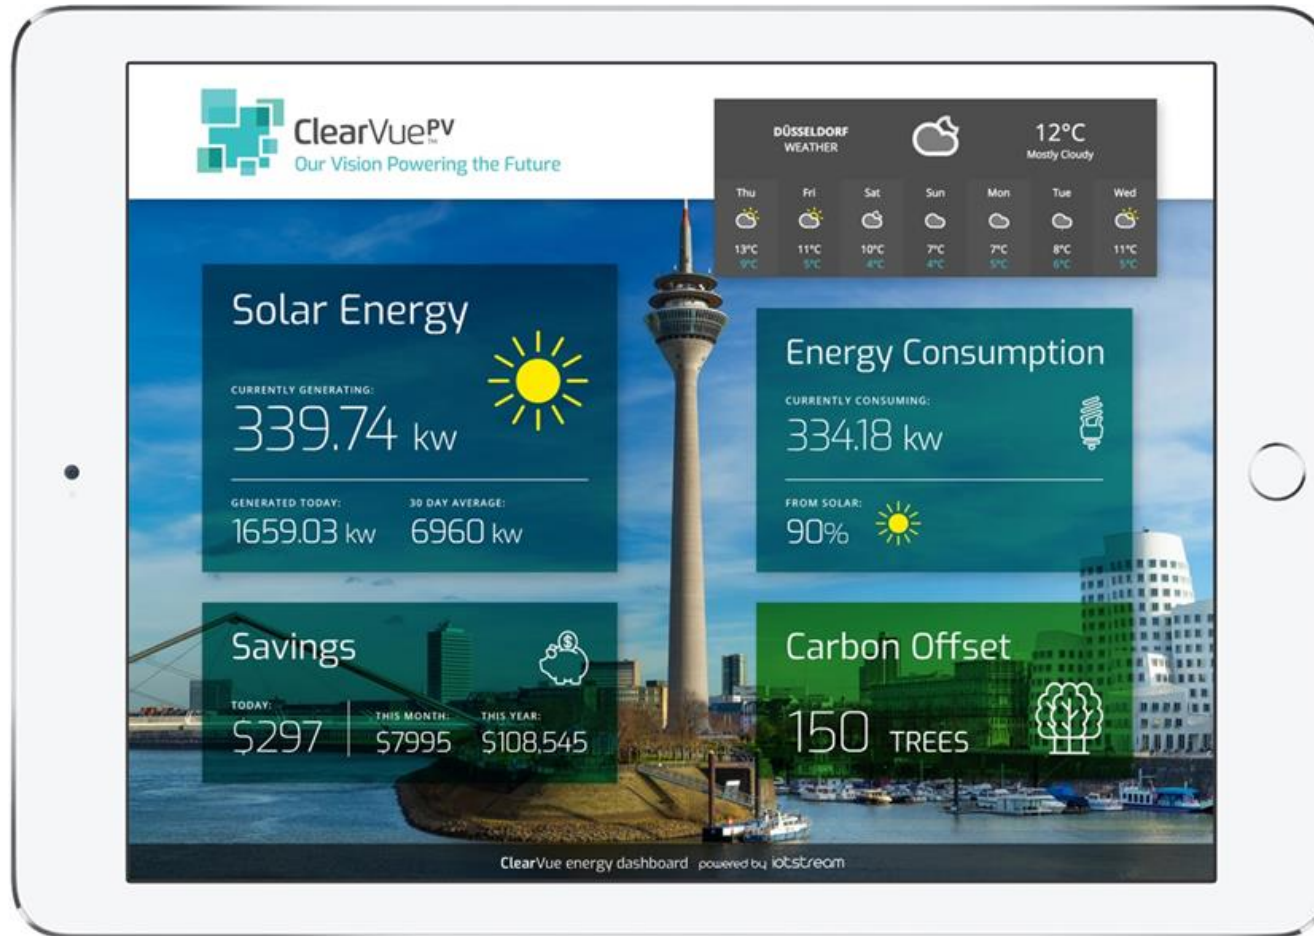 ClearVue PV
TM
Our Vision Powering the Future
DÜSSELDORF
WEATHER
12°C
Mostly Cloudy
Thu Fri Sat Sun Mon Tue Wed
13°C 11°C 10°C 7°C 7°C 8°C 11°C
9°C 5°C 4°C 4°C 5°C 6°C 5°C
Solar Energy
CURRENTLY GENERATING:
339.74 kw
GENERATED TODAY: 30 DAY AVERAGE:
1659.03 kw 6960 kw
Energy Consumption
CURRENTLY CONSUMING:
334.18 kw
FROM SOLAR:
90%
Savings
$
TODAY: THIS MONTH: THIS YEAR:
$297 $7995 $108,545
Carbon Offset
150 TREES
ClearVue energy dashboard powered by iotstream